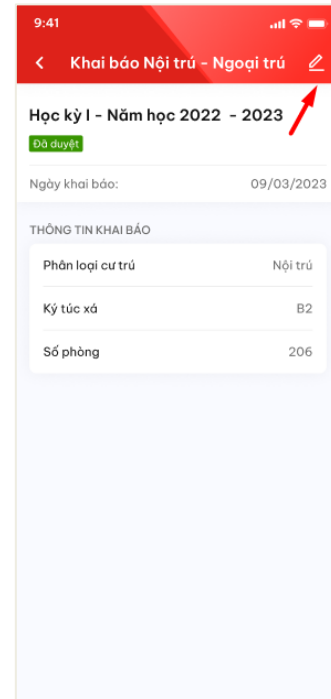 9:41
Khai báo Nội trú - Ngoại trú
Học kỳ I - Năm học 2022 - 2023
Đã duyệt
Ngày khai báo: 09/03/2023
THÔNG TIN KHAI BÁO
Phân loại cư trú Nội trú
Ký túc xá B2
Số phòng 206